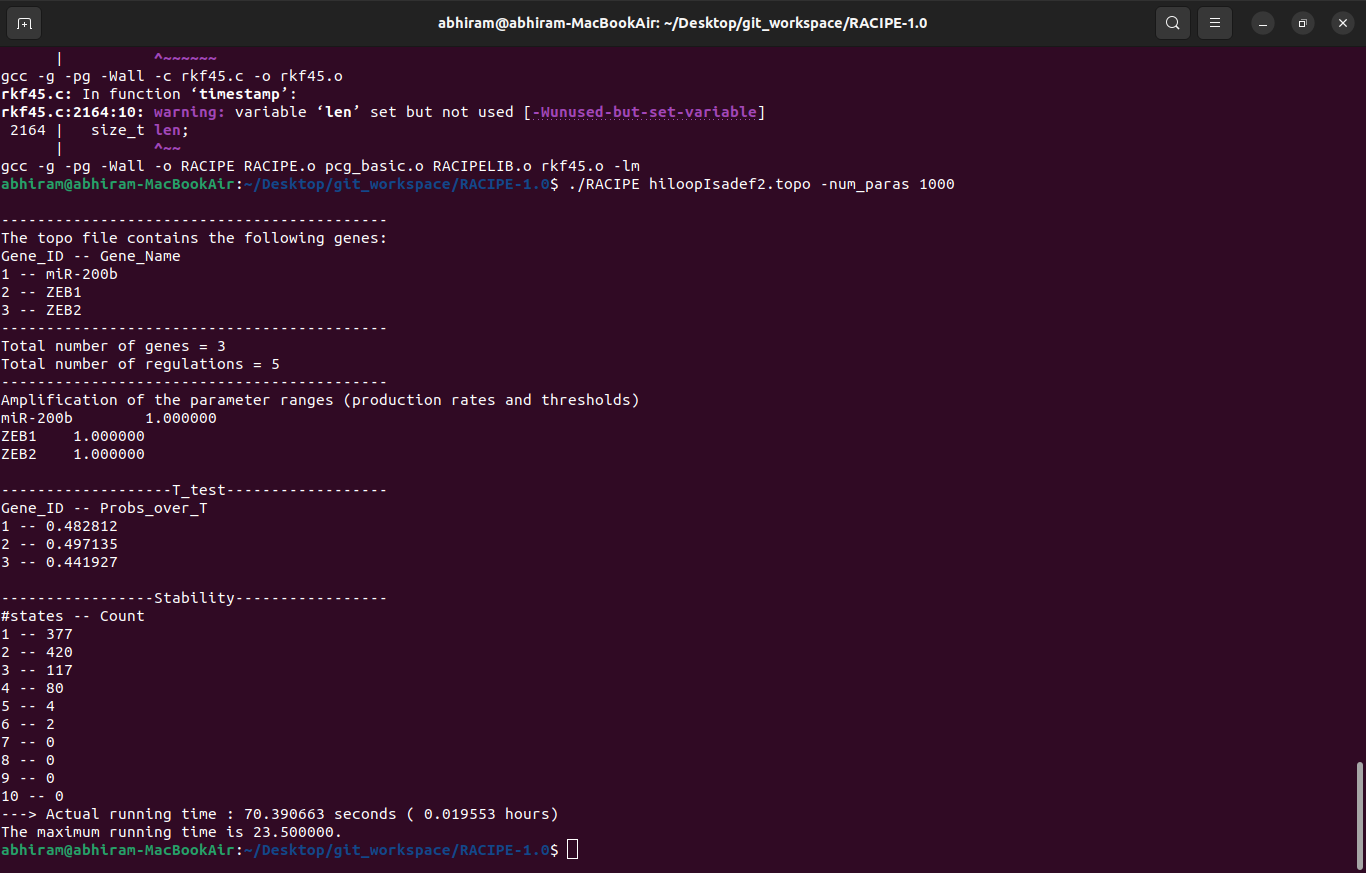 abhiram@abhiram-MacBookAir: ~/Desktop/git_workspace/RACIPE-1.0
| ^~~~~~~
gcc -g -pg -Wall -c rkf45.c -o rkf45.o
rkf45.c: In function ‘timestamp’:
rkf45.c:2164:10: warning: variable ‘len’ set but not used [-Wunused-but-set-variable]
2164 | size_t len;
| ^~~
gcc -g -pg -Wall -o RACIPE RACIPE.o pcg_basic.o RACIPELIB.o rkf45.o -lm
abhiram@abhiram-MacBookAir:~/Desktop/git_workspace/RACIPE-1.0$ ./RACIPE hiloopIsadef2.topo -num_paras 1000
-------------------------------------------
The topo file contains the following genes:
Gene_ID -- Gene_Name
1 -- miR-200b
2 -- ZEB1
3 -- ZEB2
-------------------------------------------
Total number of genes = 3
Total number of regulations = 5
-------------------------------------------
Amplification of the parameter ranges (production rates and thresholds)
miR-200b 1.000000
ZEB1 1.000000
ZEB2 1.000000
-------------------T_test------------------
Gene_ID -- Probs_over_T
1 -- 0.482812
2 -- 0.497135
3 -- 0.441927
-----------------Stability-----------------
#states -- Count
1 -- 377
2 -- 420
3 -- 117
4 -- 80
5 -- 4
6 -- 2
7 -- 0
8 -- 0
9 -- 0
10 -- 0
---> Actual running time : 70.390663 seconds ( 0.019553 hours)
The maximum running time is 23.500000.
abhiram@abhiram-MacBookAir:~/Desktop/git_workspace/RACIPE-1.0$